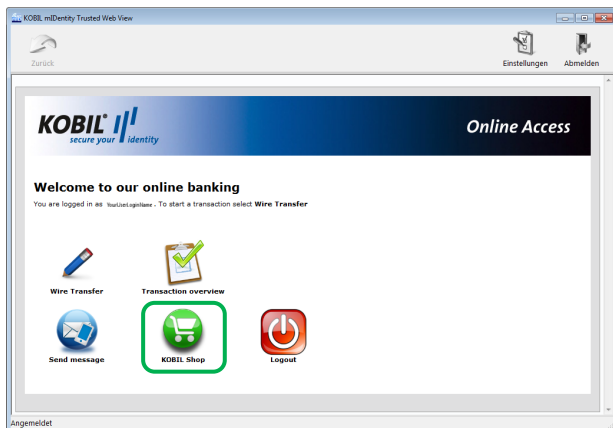 KOBIL mIDentity Trusted Web View
Zurück
Einstellungen
Abmelden
KOBIL®
secure your identity
Online Access
Welcome to our online banking
You are logged in as YourUserLoginName . To start a transaction select Wire Transfer
Wire Transfer
Transaction overview
Send message
KOBIL Shop
Logout
Angemeldet